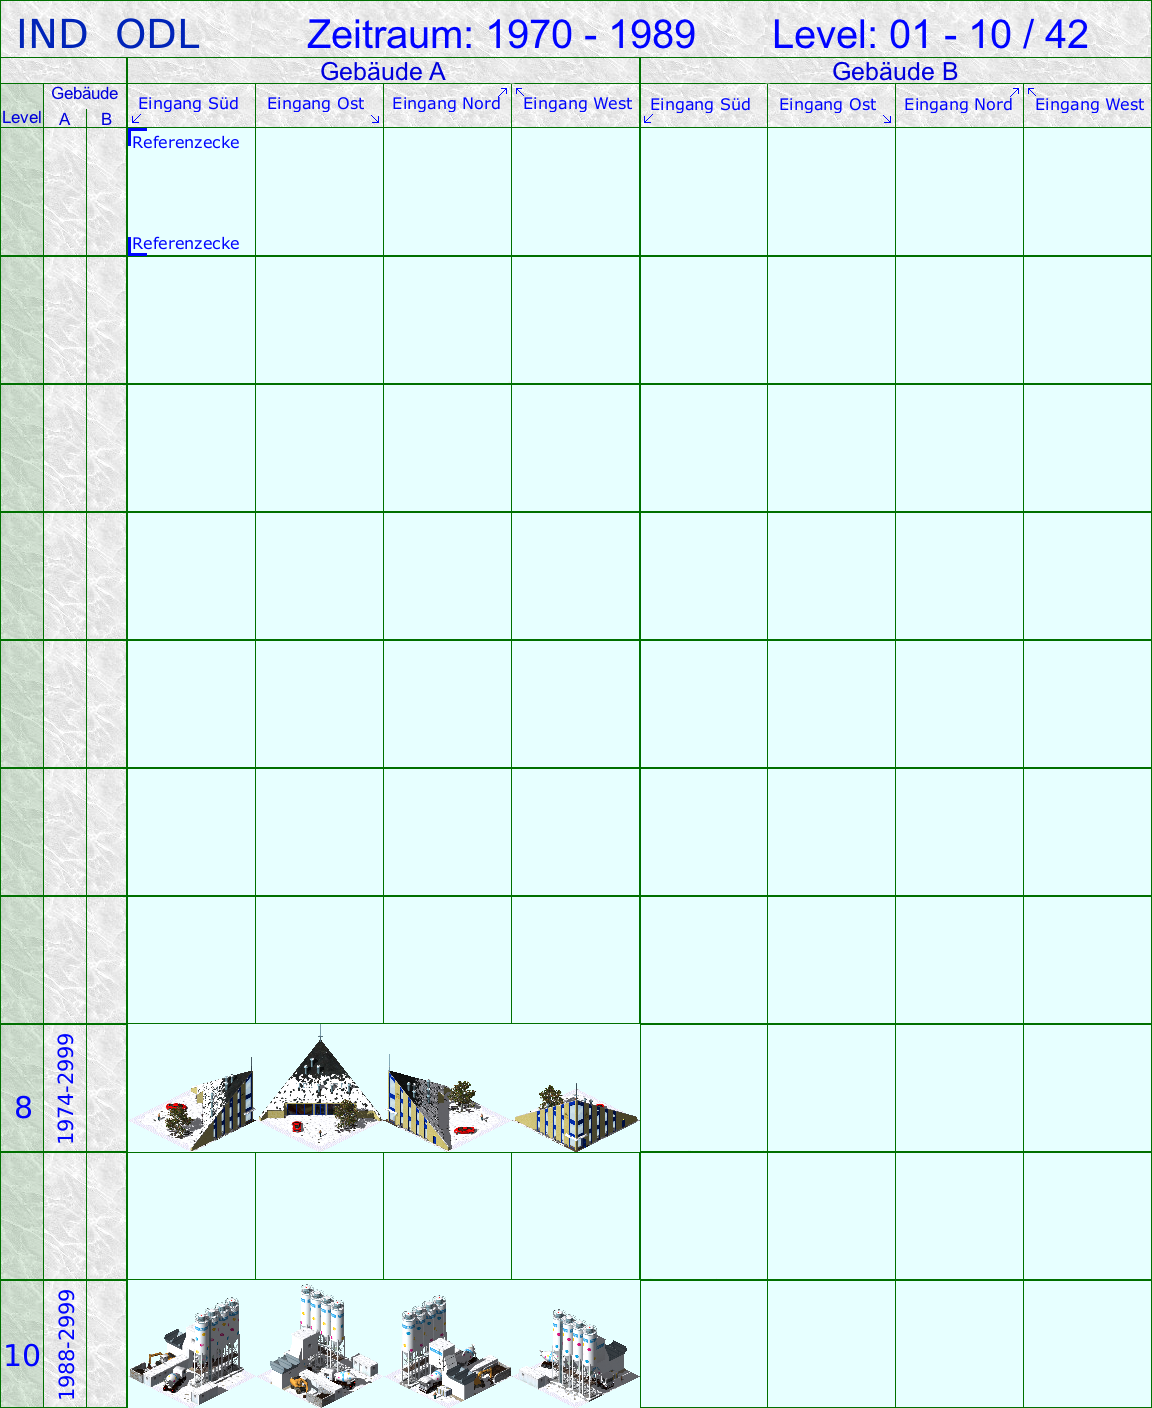 IND ODL Zeitraum: 1970 - 1989 Level: 01 - 10 / 42
Gebäude A Gebäude B
Level Gebäude A B Eingang Süd Eingang Ost Eingang Nord Eingang West Eingang Süd Eingang Ost Eingang Nord Eingang West
Referenzecke
Referenzecke
8 1974-2999
10 1988-2999